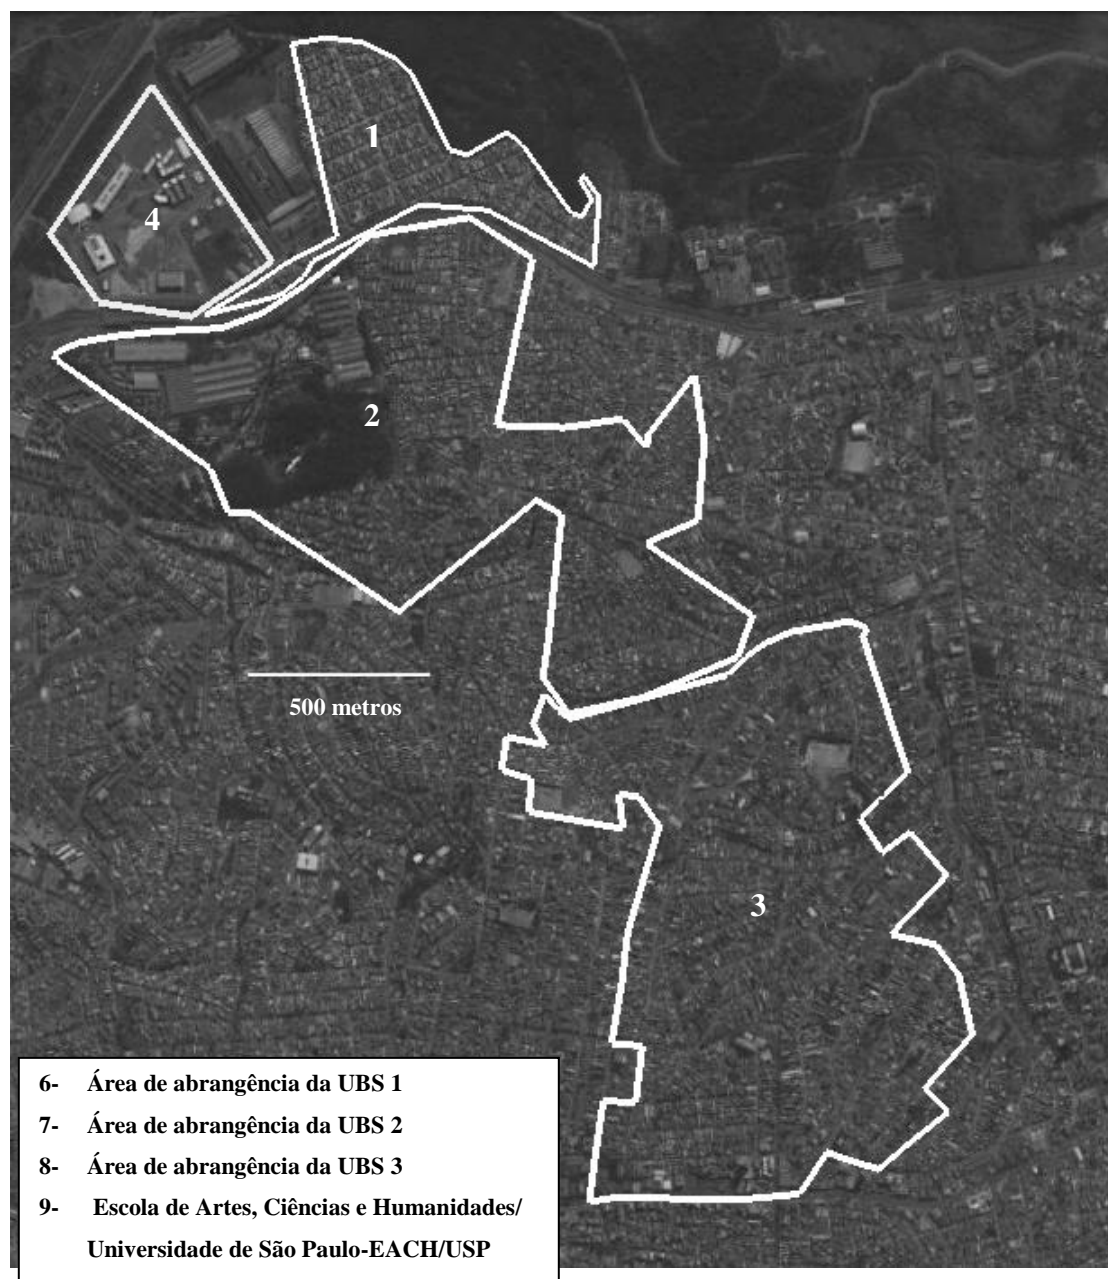 1
4
2
500 metros
3
6- Área de abrangência da UBS 1
7- Área de abrangência da UBS 2
8- Área de abrangência da UBS 3
9- Escola de Artes, Ciências e Humanidades/
Universidade de São Paulo-EACH/USP